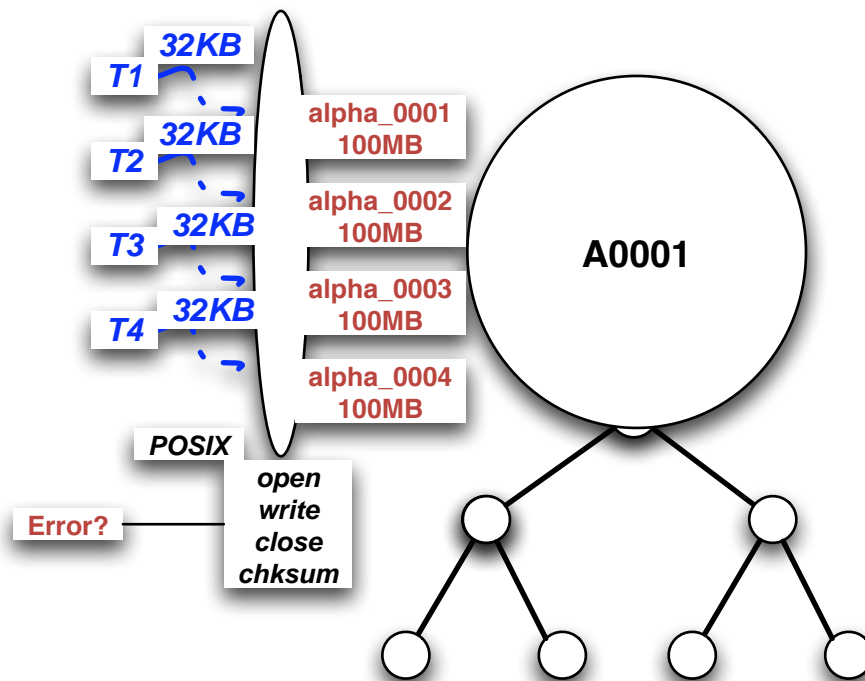 32KB
T1
alpha_0001
100MB
32KB
T2
alpha_0002
100MB
32KB
T3
A0001
alpha_0003
100MB
32KB
T4
alpha_0004
100MB
POSIX
open
write
close
chksum
Error?